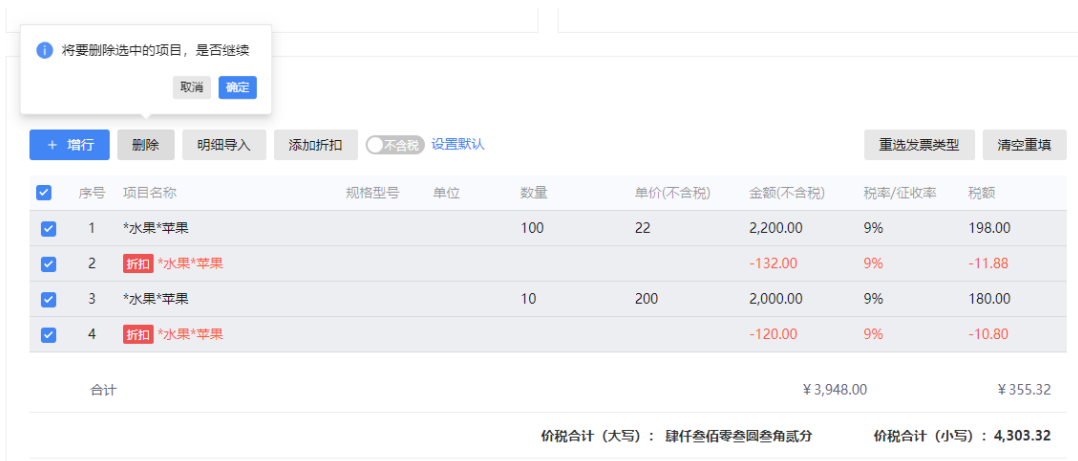 将要删除选中的项目，是否继续
取消 确定
+ 增行 删除 明细导入 添加折扣 不含税 设置默认 重选发票类型 清空重填
序号 项目名称 规格型号 单位 数量 单价(不含税) 金额(不含税) 税率/征收率 税额
1 *水果*苹果 100 22 2,200.00 9% 198.00
2 折扣 *水果*苹果 -132.00 9% -11.88
3 *水果*苹果 10 200 2,000.00 9% 180.00
4 折扣 *水果*苹果 -120.00 9% -10.80
合计 ¥3,948.00 ¥355.32
价税合计（大写）： 肆仟叁佰零叁圆叁角贰分 价税合计（小写）：4,303.32